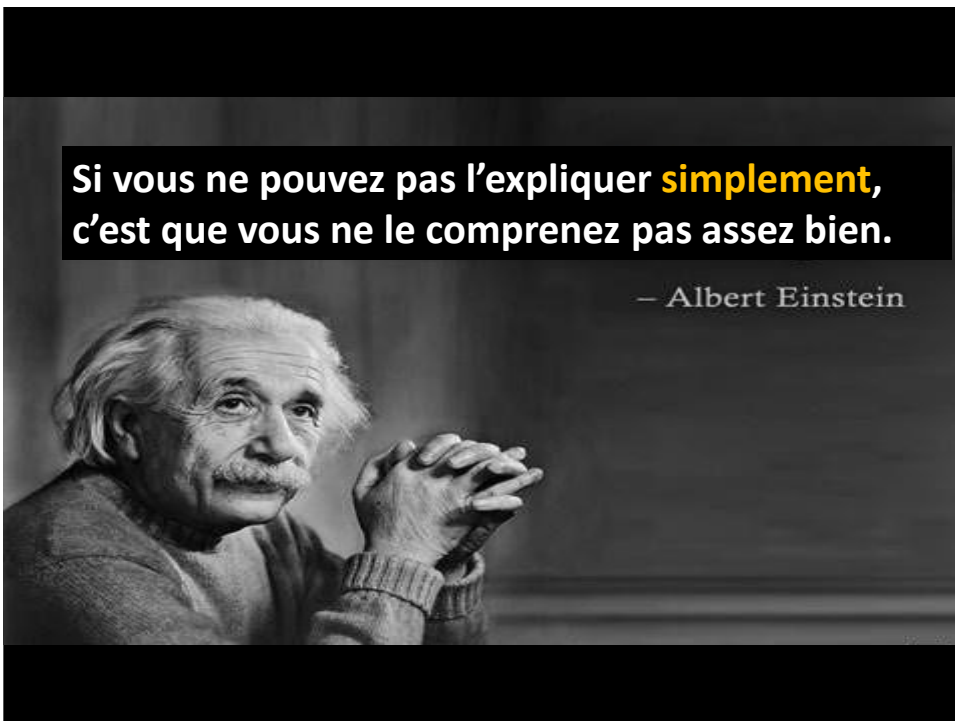 Si vous ne pouvez pas l’expliquer simplement,
c’est que vous ne le comprenez pas assez bien.
– Albert Einstein